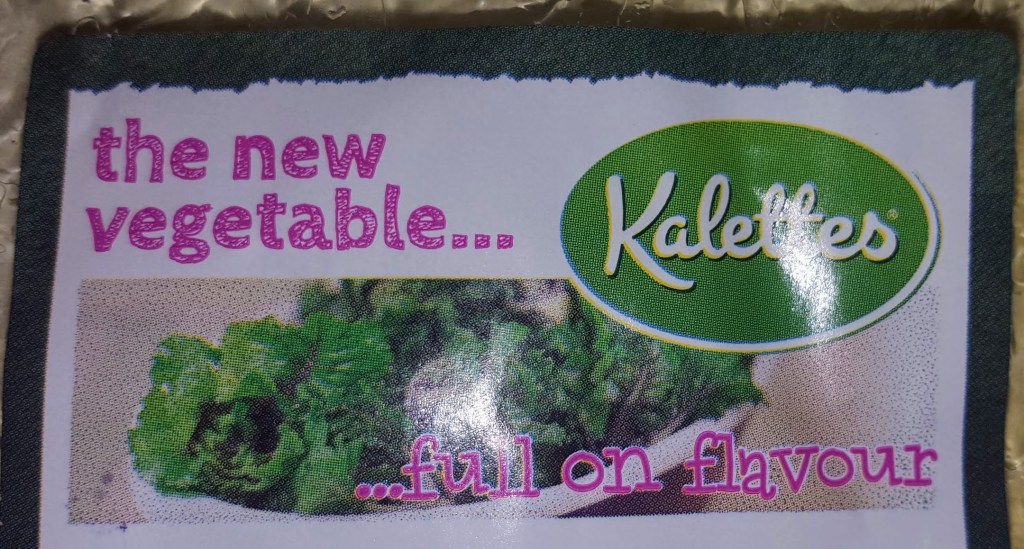 the new
vegetable...
Kalettes®
...full on flavour